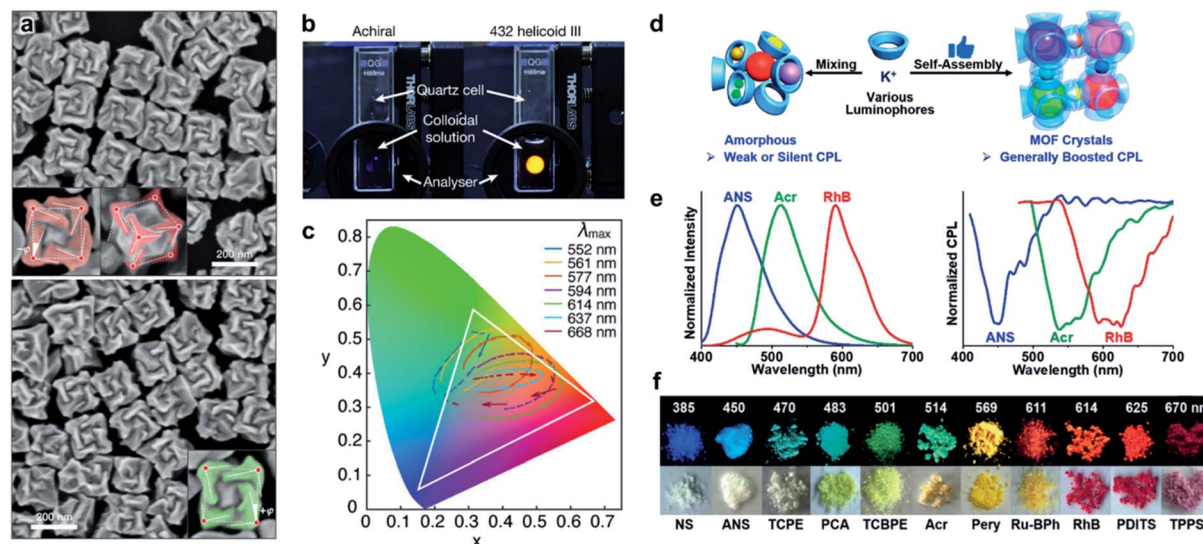 a
−φ
200 nm
200 nm
+φ
b
Achiral
432 helicoid III
QG
Hellma
QG
Hellma
THORLABS
THORLABS
Quartz cell
Colloidal
solution
Analyser
c
λmax
552 nm
561 nm
577 nm
594 nm
614 nm
637 nm
668 nm
0.8
0.7
0.6
0.5
0.4
0.3
0.2
0.1
0
y
0 0.1 0.2 0.3 0.4 0.5 0.6 0.7
x
d
Mixing
K+
Self-Assembly
Various
Luminophores
Amorphous
➢ Weak or Silent CPL
MOF Crystals
➢ Generally Boosted CPL
e
ANS Acr RhB
Normalized Intensity
400 500 600 700
Wavelength (nm)
Normalized CPL
ANS Acr RhB
400 500 600 700
Wavelength (nm)
f
385 450 470 483 501 514 569 611 614 625 670 nm
NS ANS TCPE PCA TCBPE Acr Pery Ru-BPh RhB PDITS TPPS